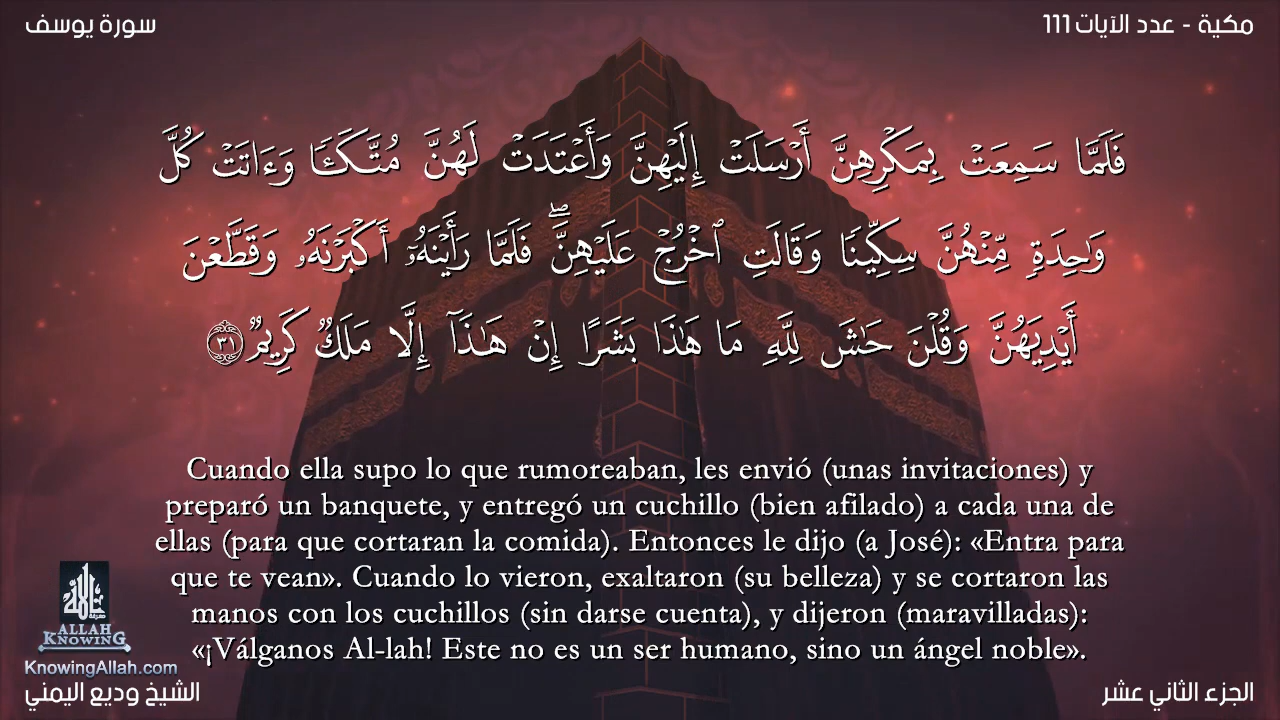 مكية - عدد الآيات 111
سورة يوسف
فَلَمَّا سَمِعَتْ بِمَكْرِهِنَّ أَرْسَلَتْ إِلَيْهِنَّ وَأَعْتَدَتْ لَهُنَّ مُتَّكَـٔٗا وَءَاتَتْ كُلَّ
وَٰحِدَةٖ مِّنْهُنَّ سِكِّينٗا وَقَالَتِ ٱخْرُجْ عَلَيْهِنَّۖ فَلَمَّا رَأَيْنَهُۥٓ أَكْبَرْنَهُۥ وَقَطَّعْنَ
أَيْدِيَهُنَّ وَقُلْنَ حَٰشَ لِلَّهِ مَا هَٰذَا بَشَرًا إِنْ هَٰذَآ إِلَّا مَلَكٞ كَرِيمٞ ٣١
Cuando ella supo lo que rumoreaban, les envió (unas invitaciones) y
preparó un banquete, y entregó un cuchillo (bien afilado) a cada una de
ellas (para que cortaran la comida). Entonces le dijo (a José): «Entra para
que te vean». Cuando lo vieron, exaltaron (su belleza) y se cortaron las
manos con los cuchillos (sin darse cuenta), y dijeron (maravilladas):
«¡Válganos Al-lah! Este no es un ser humano, sino un ángel noble».
ALLAH
KNOWING
KnowingAllah.com
الشيخ وديع اليمني
الجزء الثاني عشر